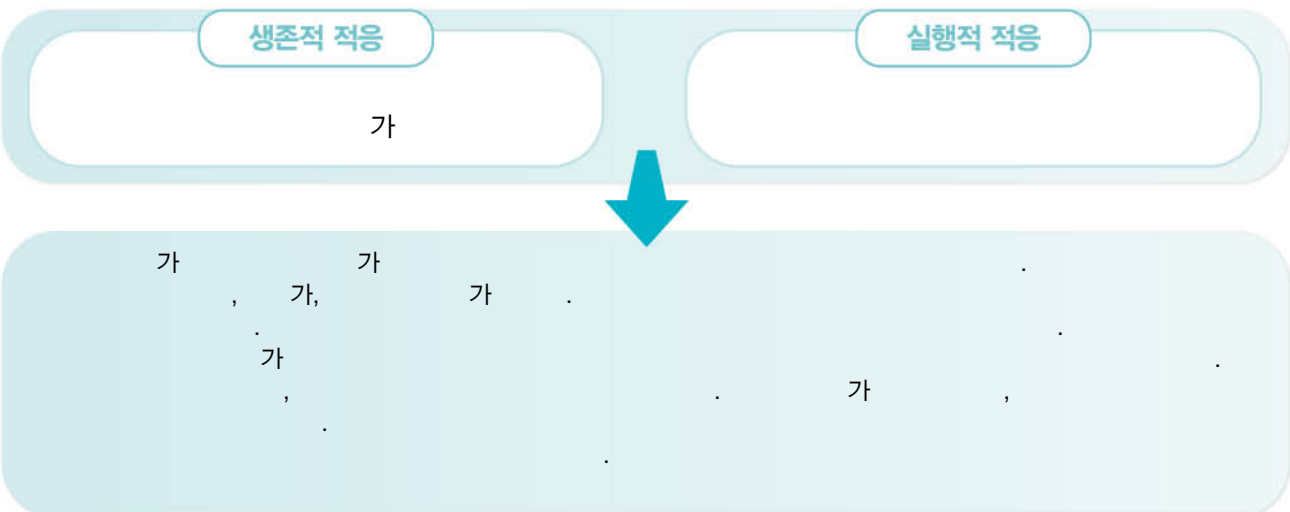 생존적 적응
실행적 적응
가
가 가 .
, 가, 가 .
. .
가 .
, . 가 ,
.
.